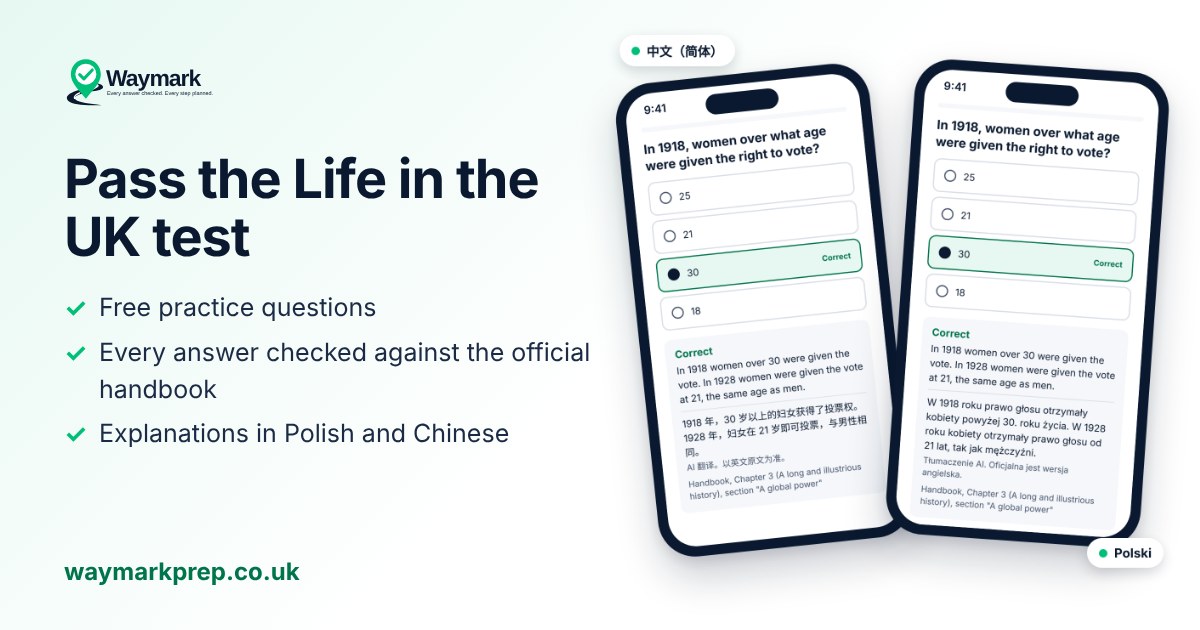 Waymark
Every answer checked. Every step planned.
Pass the Life in the
UK test
Free practice questions
Every answer checked against the official
handbook
Explanations in Polish and Chinese
waymarkprep.co.uk
中文（简体）
9:41
In 1918, women over what age
were given the right to vote?
25
21
30
Correct
18
Correct
In 1918 women over 30 were given the
vote. In 1928 women were given the vote
at 21, the same age as men.
1918 年，30 岁以上的妇女获得了投票权。
1928 年，妇女在 21 岁即可投票，与男性相
同。
AI 翻译。以英文原文为准。
Handbook, Chapter 3 (A long and illustrious
history), section "A global power"
9:41
In 1918, women over what age
were given the right to vote?
25
21
30
Correct
18
Correct
In 1918 women over 30 were given the
vote. In 1928 women were given the vote
at 21, the same age as men.
W 1918 roku prawo głosu otrzymały
kobiety powyżej 30. roku życia. W 1928
roku kobiety otrzymały prawo głosu od
21 lat, tak jak mężczyźni.
Tłumaczenie AI. Oficjalna jest wersja
angielska.
Handbook, Chapter 3 (A long and illustrious
history), section "A global power"
Polski